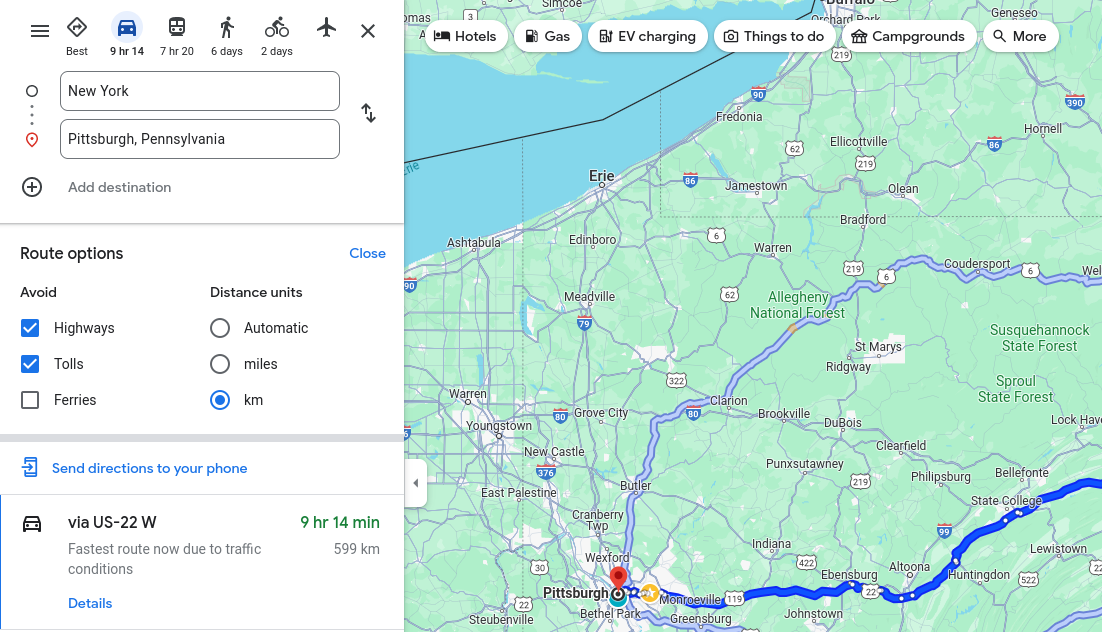 Best
9 hr 14
7 hr 20
6 days
2 days
New York
Pittsburgh, Pennsylvania
Add destination
Route options
Close
Avoid
Distance units
Highways
Automatic
Tolls
miles
Ferries
km
Send directions to your phone
via US-22 W
9 hr 14 min
Fastest route now due to traffic
599 km
conditions
Details
Hotels
Gas
EV charging
Things to do
Campgrounds
More
3
Simcoe
Buffalo
Orchard Park
Geneseo
219
90
390
Fredonia
Hornell
62
Ellicottville
86
219
Erie
86
Jamestown
Olean
6
Bradford
Ashtabula
Edinboro
Warren
219
6
Coudersport
6
90
62
Meadville
Allegheny
National Forest
79
Susquehannock
State Forest
St Marys
Ridgway
322
Sproul
State Forest
Warren
Clarion
80
Grove City
80
Brookville
Youngstown
DuBois
New Castle
Clearfield
376
Punxsutawney
Bellefonte
East Palestine
Butler
219
Philipsburg
State College
Cranberry
Twp
99
Indiana
Lewistown
Wexford
30
422
Altoona
Ebensburg
Huntingdon
522
Pittsburgh
Monroeville
119
22
22
Bethel Park
Greensburg
Johnstown
Steubenville